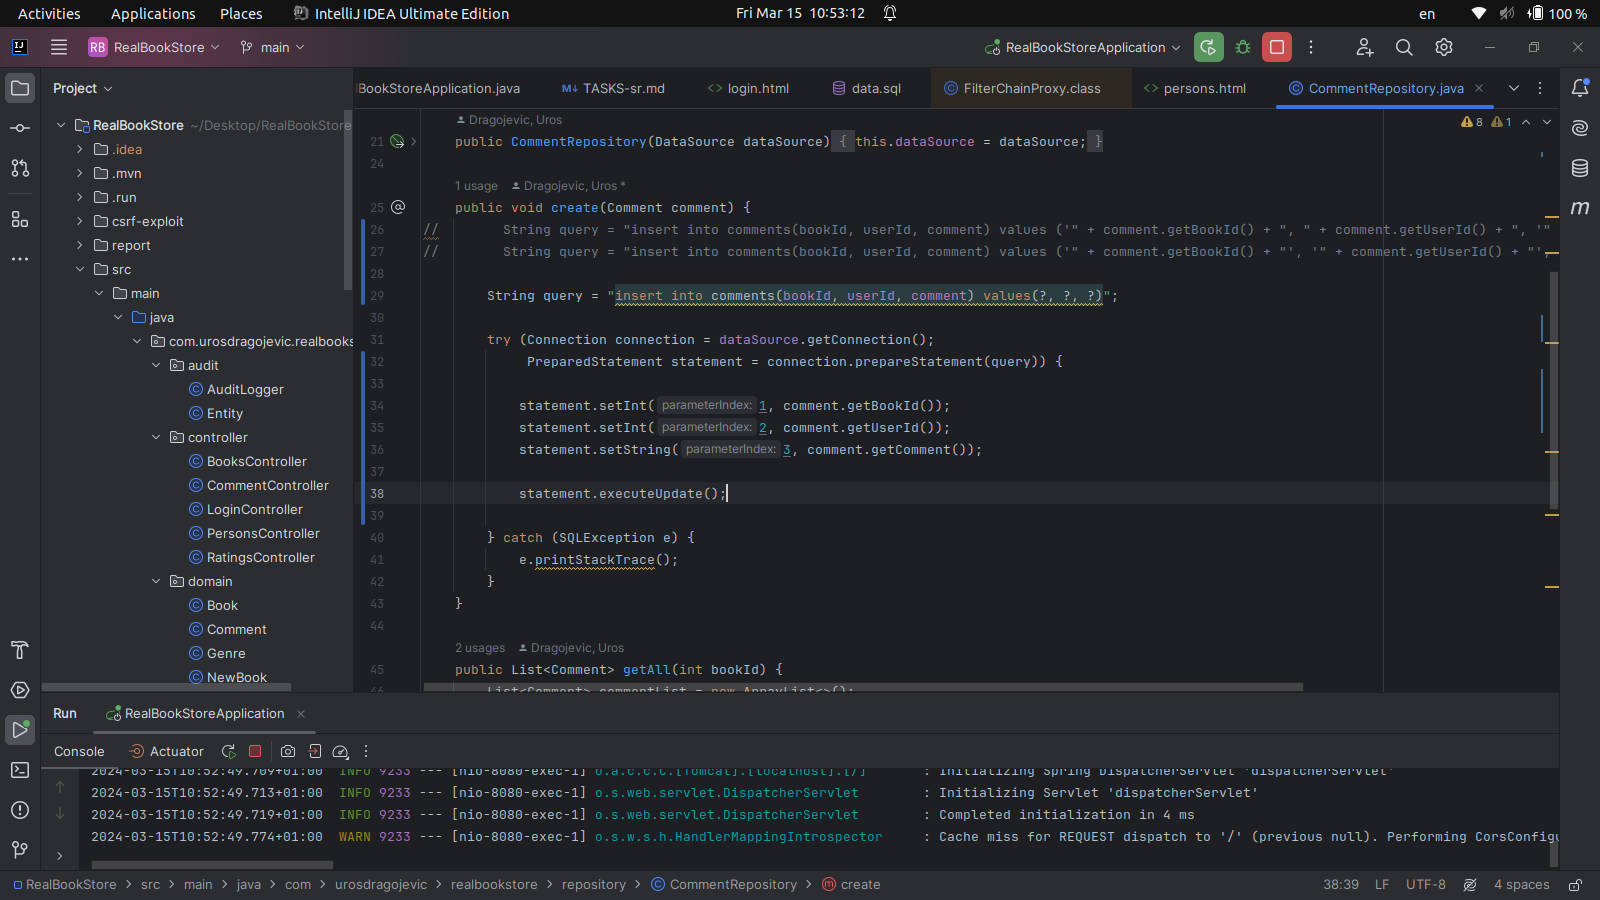 Activities Applications Places IntelliJ IDEA Ultimate Edition Fri Mar 15 10:53:12 en 100 %
IJ RB RealBookStore main RealBookStoreApplication
Project BookStoreApplication.java M↓ TASKS-sr.md <> login.html data.sql FilterChainProxy.class <> persons.html CommentRepository.java
RealBookStore ~/Desktop/RealBookStore
.idea
.mvn
.run
csrf-exploit
report
src
main
java
com.urosdragojevic.realbooks
audit
AuditLogger
Entity
controller
BooksController
CommentController
LoginController
PersonsController
RatingsController
domain
Book
Comment
Genre
NewBook
Dragojevic, Uros
8 1
21 public CommentRepository(DataSource dataSource) { this.dataSource = dataSource; }
24
1 usage Dragojevic, Uros *
25 @ public void create(Comment comment) {
26 // String query = "insert into comments(bookId, userId, comment) values ('" + comment.getBookId() + ", " + comment.getUserId() + ", '"
27 // String query = "insert into comments(bookId, userId, comment) values ('" + comment.getBookId() + "', '" + comment.getUserId() + "',
28
29 String query = "insert into comments(bookId, userId, comment) values(?, ?, ?)";
30
31 try (Connection connection = dataSource.getConnection();
32 PreparedStatement statement = connection.prepareStatement(query)) {
33
34 statement.setInt( parameterIndex: 1, comment.getBookId());
35 statement.setInt( parameterIndex: 2, comment.getUserId());
36 statement.setString( parameterIndex: 3, comment.getComment());
37
38 statement.executeUpdate();
39
40 } catch (SQLException e) {
41 e.printStackTrace();
42 }
43 }
44
2 usages Dragojevic, Uros
45 public List<Comment> getAll(int bookId) {
46 List<Comment> commentList = new ArrayList<>();
m
Run RealBookStoreApplication
Console Actuator
2024-03-15T10:52:49.709+01:00 INFO 9233 --- [nio-8080-exec-1] o.a.c.c.C.[Tomcat].[localhost].[/] : Initializing Spring DispatcherServlet 'dispatcherServlet'
2024-03-15T10:52:49.713+01:00 INFO 9233 --- [nio-8080-exec-1] o.s.web.servlet.DispatcherServlet : Initializing Servlet 'dispatcherServlet'
2024-03-15T10:52:49.719+01:00 INFO 9233 --- [nio-8080-exec-1] o.s.web.servlet.DispatcherServlet : Completed initialization in 4 ms
2024-03-15T10:52:49.774+01:00 WARN 9233 --- [nio-8080-exec-1] o.s.w.s.h.HandlerMappingIntrospector : Cache miss for REQUEST dispatch to '/' (previous null). Performing CorsConfigu
RealBookStore > src > main > java > com > urosdragojevic > realbookstore > repository > CommentRepository > create 38:39 LF UTF-8 4 spaces